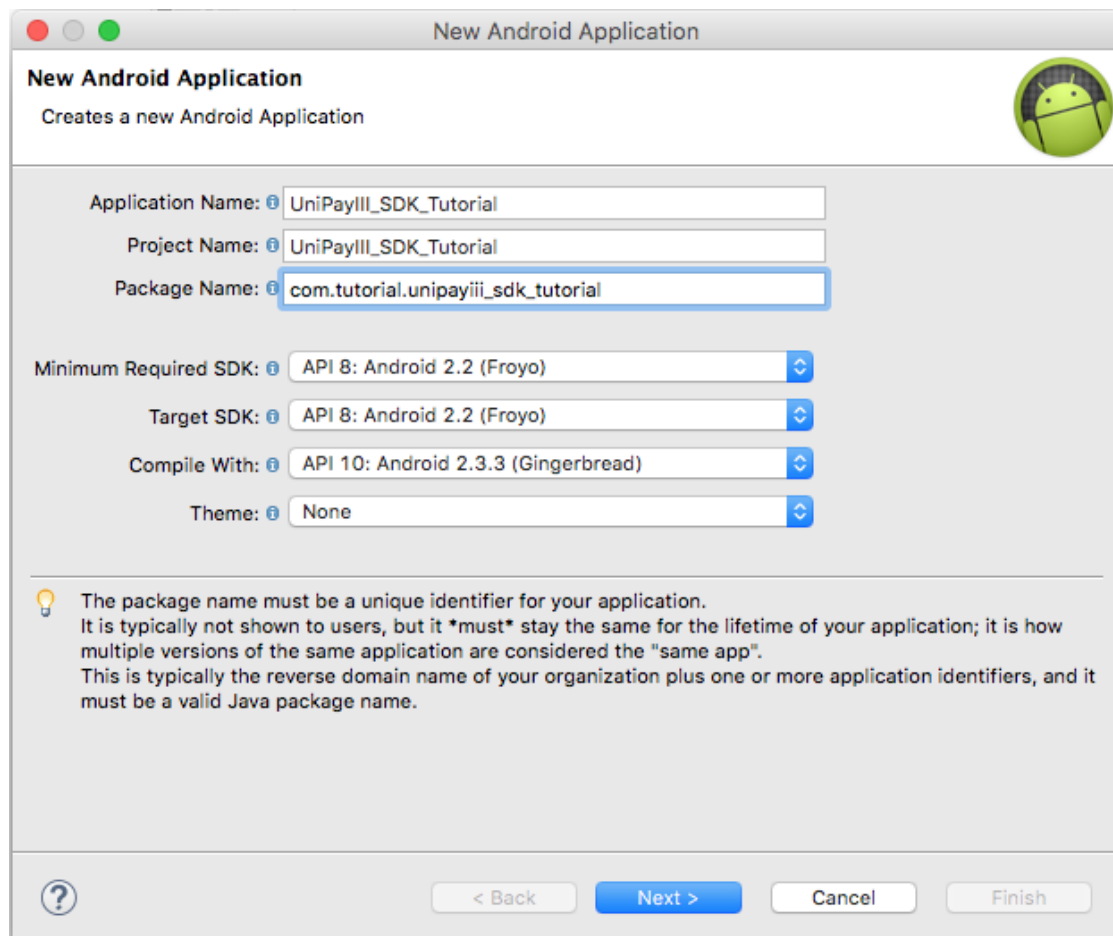 New Android Application
New Android Application
Creates a new Android Application
Application Name: UniPayIII_SDK_Tutorial
Project Name: UniPayIII_SDK_Tutorial
Package Name: com.tutorial.unipayiii_sdk_tutorial
Minimum Required SDK: API 8: Android 2.2 (Froyo)
Target SDK: API 8: Android 2.2 (Froyo)
Compile With: API 10: Android 2.3.3 (Gingerbread)
Theme: None
The package name must be a unique identifier for your application.
It is typically not shown to users, but it *must* stay the same for the lifetime of your application; it is how
multiple versions of the same application are considered the "same app".
This is typically the reverse domain name of your organization plus one or more application identifiers, and it
must be a valid Java package name.
? < Back Next > Cancel Finish